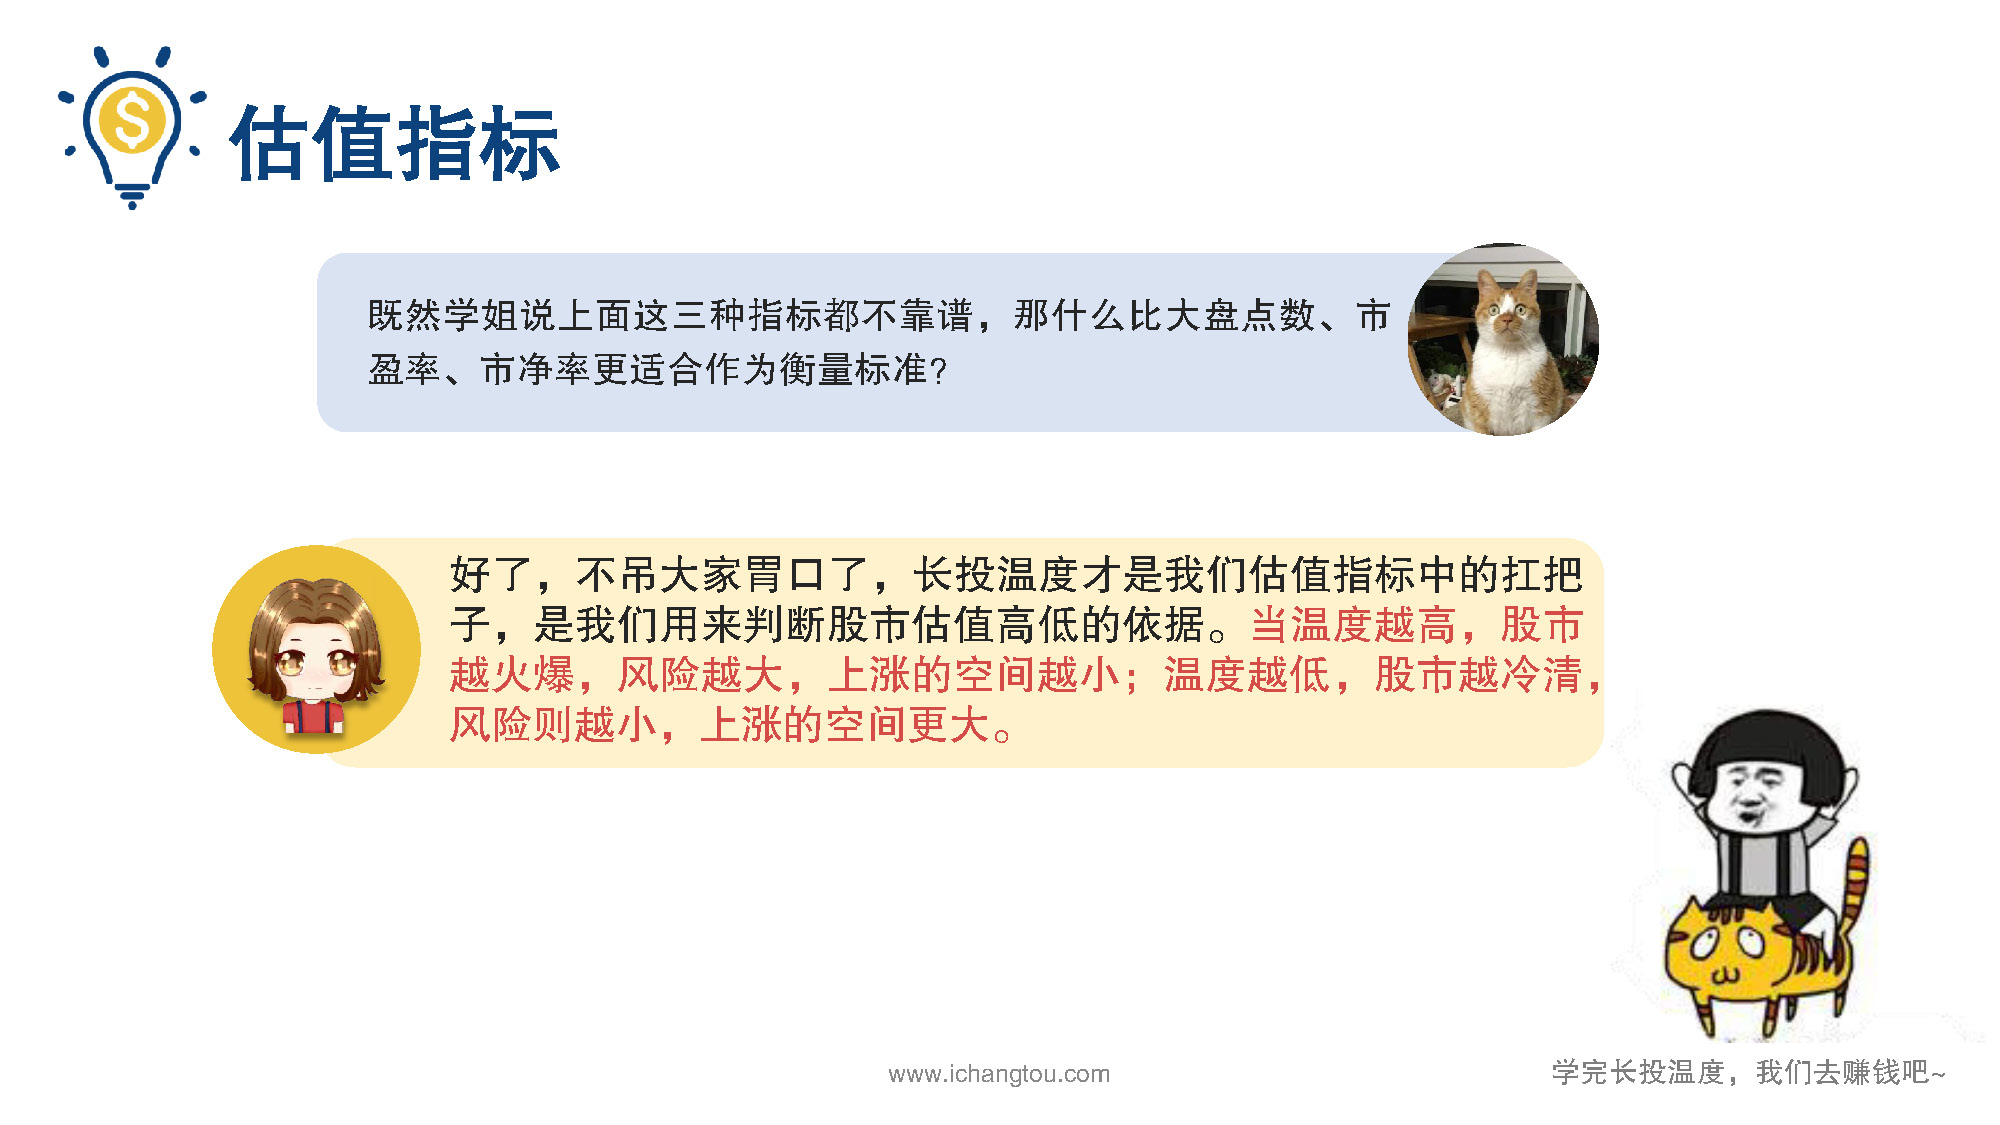 估值指标
既然学姐说上面这三种指标都不靠谱，那什么比大盘点数、市
盈率、市净率更适合作为衡量标准?
好了，不吊大家胃口了，长投温度才是我们估值指标中的扛把
子，是我们用来判断股市估值高低的依据。当温度越高，股市
越火爆，风险越大，上涨的空间越小；温度越低，股市越冷清，
风险则越小，上涨的空间更大。
www.ichangtou.com
学完长投温度，我们去赚钱吧~